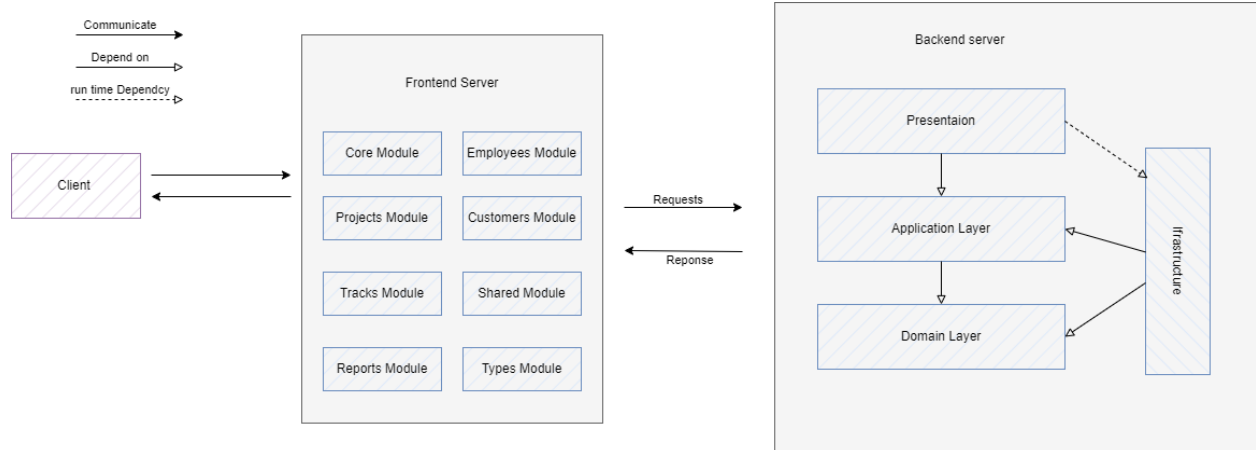 Communicate
Depend on
run time Dependcy
Client
Frontend Server
Core Module
Employees Module
Projects Module
Customers Module
Tracks Module
Shared Module
Reports Module
Types Module
Requests
Reponse
Backend server
Presentaion
Application Layer
Domain Layer
Ifrastructure